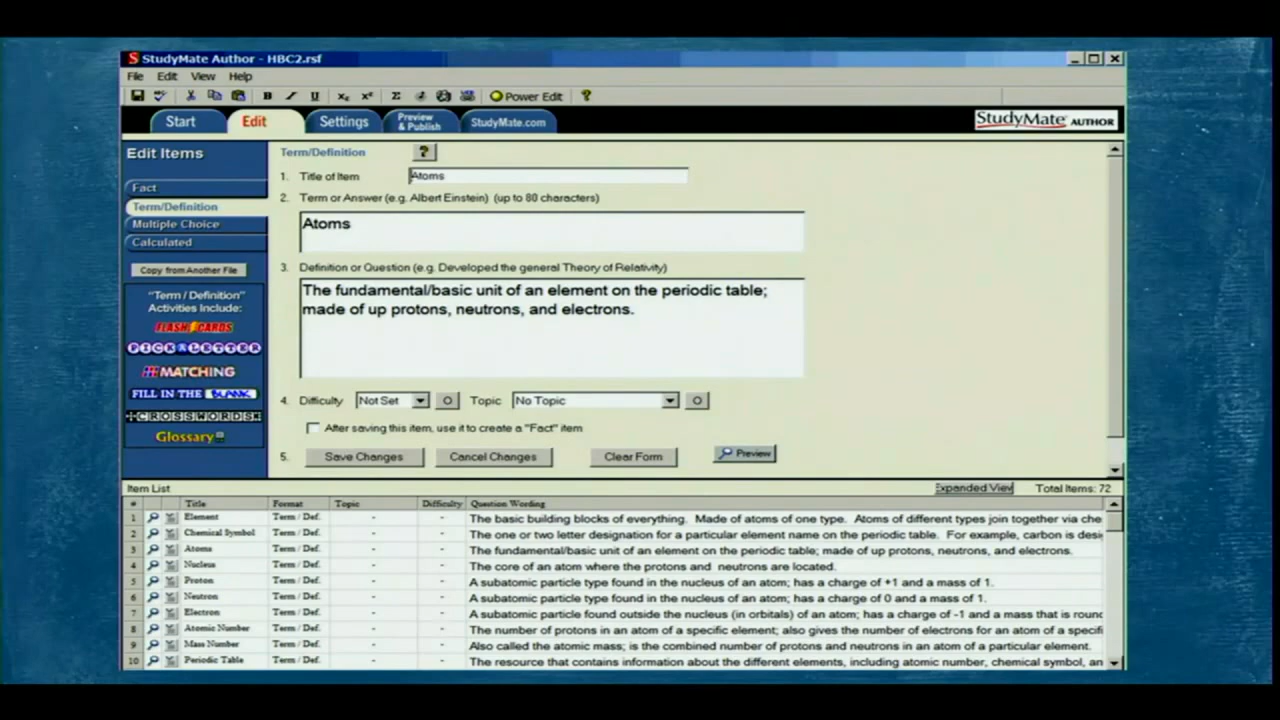 StudyMate Author - HBC2.rsf
File Edit View Help
B I U X₂ X² Σ Power Edit ?
Start Edit Settings Preview & Publish StudyMate.com StudyMate AUTHOR
Edit Items
Fact
Term/Definition
Multiple Choice
Calculated
Copy from Another File
"Term / Definition"
Activities Include:
FLASH CARDS
PICK A LETTER
MATCHING
FILL IN THE BLANK
CROSSWORDS
Glossary
Term/Definition ?
1. Title of Item Atoms
2. Term or Answer (e.g. Albert Einstein) (up to 80 characters)
Atoms
3. Definition or Question (e.g. Developed the general Theory of Relativity)
The fundamental/basic unit of an element on the periodic table;
made of up protons, neutrons, and electrons.
4. Difficulty Not Set O Topic No Topic O
After saving this item, use it to create a "Fact" item
5. Save Changes Cancel Changes Clear Form Preview
Item List Expanded View Total Items: 72
# Title Format Topic Difficulty Question Wording
1 Element Term / Def. - - The basic building blocks of everything. Made of atoms of one type. Atoms of different types join together via che
2 Chemical Symbol Term / Def. - - The one or two letter designation for a particular element name on the periodic table. For example, carbon is desig
3 Atoms Term / Def. - - The fundamental/basic unit of an element on the periodic table; made of up protons, neutrons, and electrons.
4 Nucleus Term / Def. - - The core of an atom where the protons and neutrons are located.
5 Proton Term / Def. - - A subatomic particle type found in the nucleus of an atom; has a charge of +1 and a mass of 1.
6 Neutron Term / Def. - - A subatomic particle type found in the nucleus of an atom; has a charge of 0 and a mass of 1.
7 Electron Term / Def. - - A subatomic particle found outside the nucleus (in orbitals) of an atom; has a charge of -1 and a mass that is roun
8 Atomic Number Term / Def. - - The number of protons in an atom of a specific element; also gives the number of electrons for an atom of a specifi
9 Mass Number Term / Def. - - Also called the atomic mass; is the combined number of protons and neutrons in an atom of a particular element.
10 Periodic Table Term / Def. - - The resource that contains information about the different elements, including atomic number, chemical symbol, an